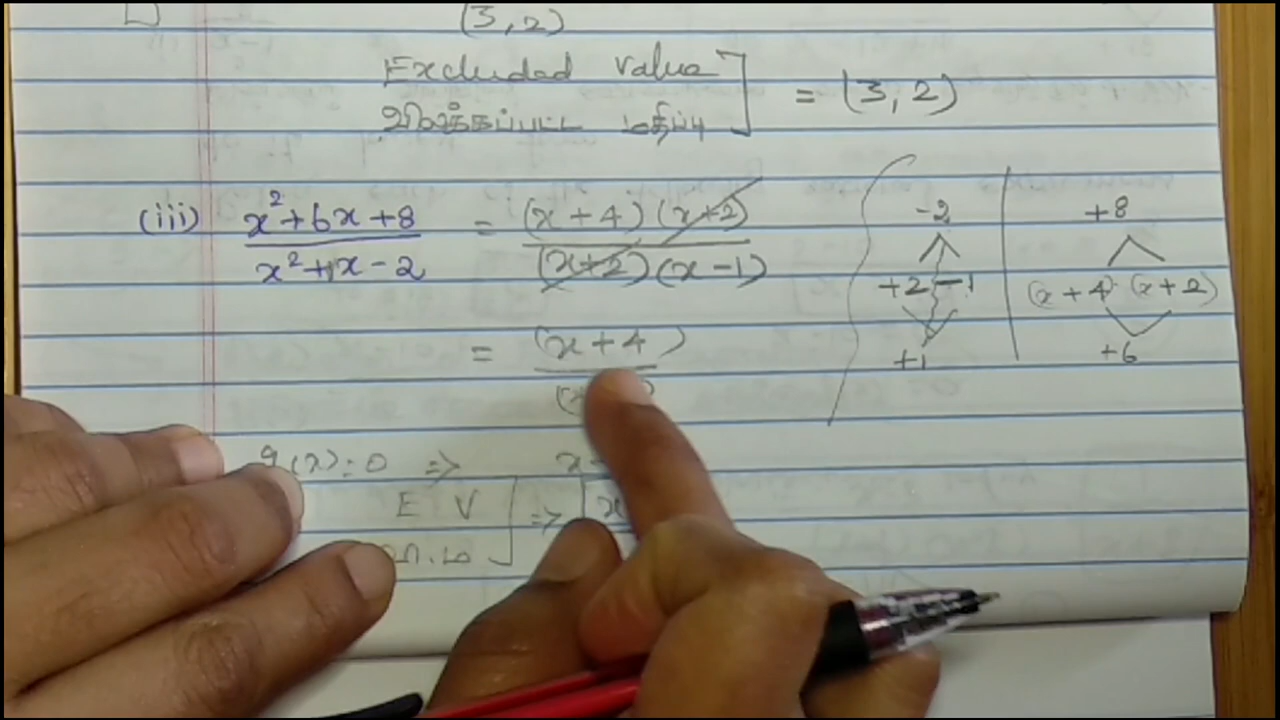 (3,2)
Excluded value
விலக்கப்பட்ட மதிப்பு ] = (3,2)
(iii) x²+6x+8 / x²+1x-2 = (x+4)(x+2) / (x+2)(x-1)
= (x+4)
q(x)=0 ⇒ x
E V ] ⇒ x
-2
+2 -1
+1
+8
(x+4) (x+2)
+6